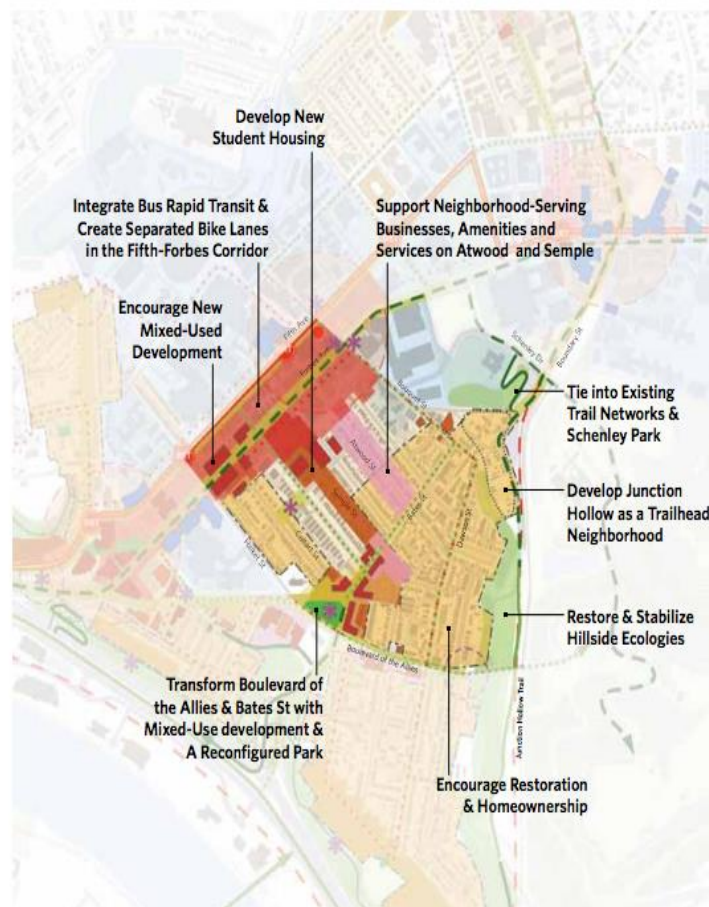 Develop New
Student Housing
Integrate Bus Rapid Transit &
Create Separated Bike Lanes
in the Fifth-Forbes Corridor
Support Neighborhood-Serving
Businesses, Amenities and
Services on Atwood and Semple
Encourage New
Mixed-Used
Development
Fifth Ave
Schenley Dr
Boundary St
Tie into Existing
Trail Networks &
Schenley Park
Atwood St
Bates St
Dawson St
Develop Junction
Hollow as a Trailhead
Neighborhood
Restore & Stabilize
Hillside Ecologies
Boulevard of the Allies
Junction Hollow Trail
Transform Boulevard of
the Allies & Bates St with
Mixed-Use development &
A Reconfigured Park
Encourage Restoration
& Homeownership